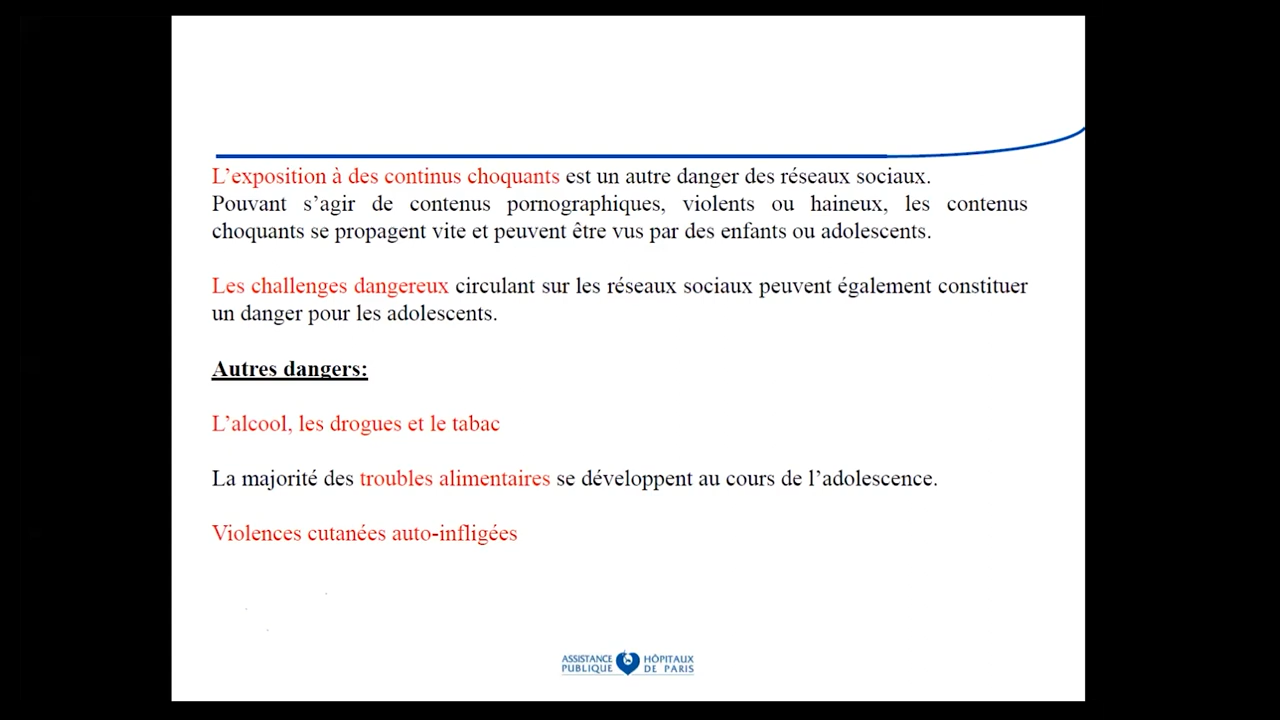 L’exposition à des continus choquants est un autre danger des réseaux sociaux.
Pouvant s’agir de contenus pornographiques, violents ou haineux, les contenus
choquants se propagent vite et peuvent être vus par des enfants ou adolescents.
Les challenges dangereux circulant sur les réseaux sociaux peuvent également constituer
un danger pour les adolescents.
Autres dangers:
L’alcool, les drogues et le tabac
La majorité des troubles alimentaires se développent au cours de l’adolescence.
Violences cutanées auto-infligées
ASSISTANCE HÔPITAUX
PUBLIQUE DE PARIS